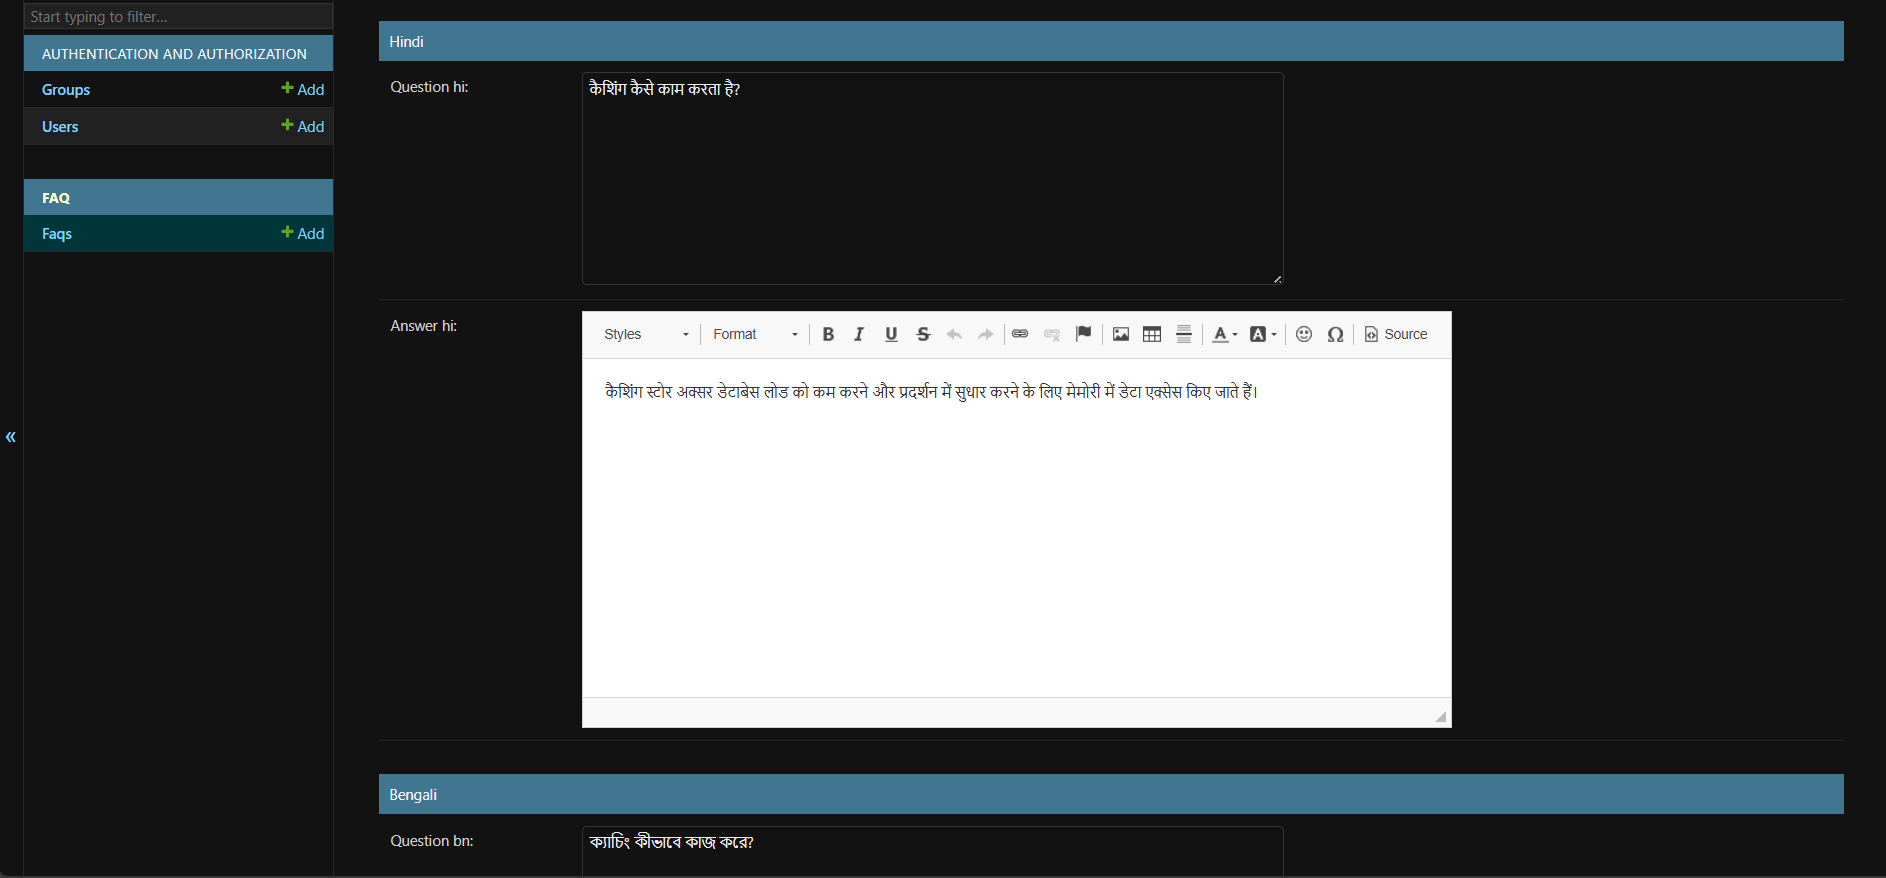 Start typing to filter...
AUTHENTICATION AND AUTHORIZATION
Groups + Add
Users + Add
FAQ
Faqs + Add
«
Hindi
Question hi:
कैशिंग कैसे काम करता है?
Answer hi:
Styles Format B I U S A A Ω Source
कैशिंग स्टोर अक्सर डेटाबेस लोड को कम करने और प्रदर्शन में सुधार करने के लिए मेमोरी में डेटा एक्सेस किए जाते हैं।
Bengali
Question bn:
ক্যাচিং কীভাবে কাজ করে?